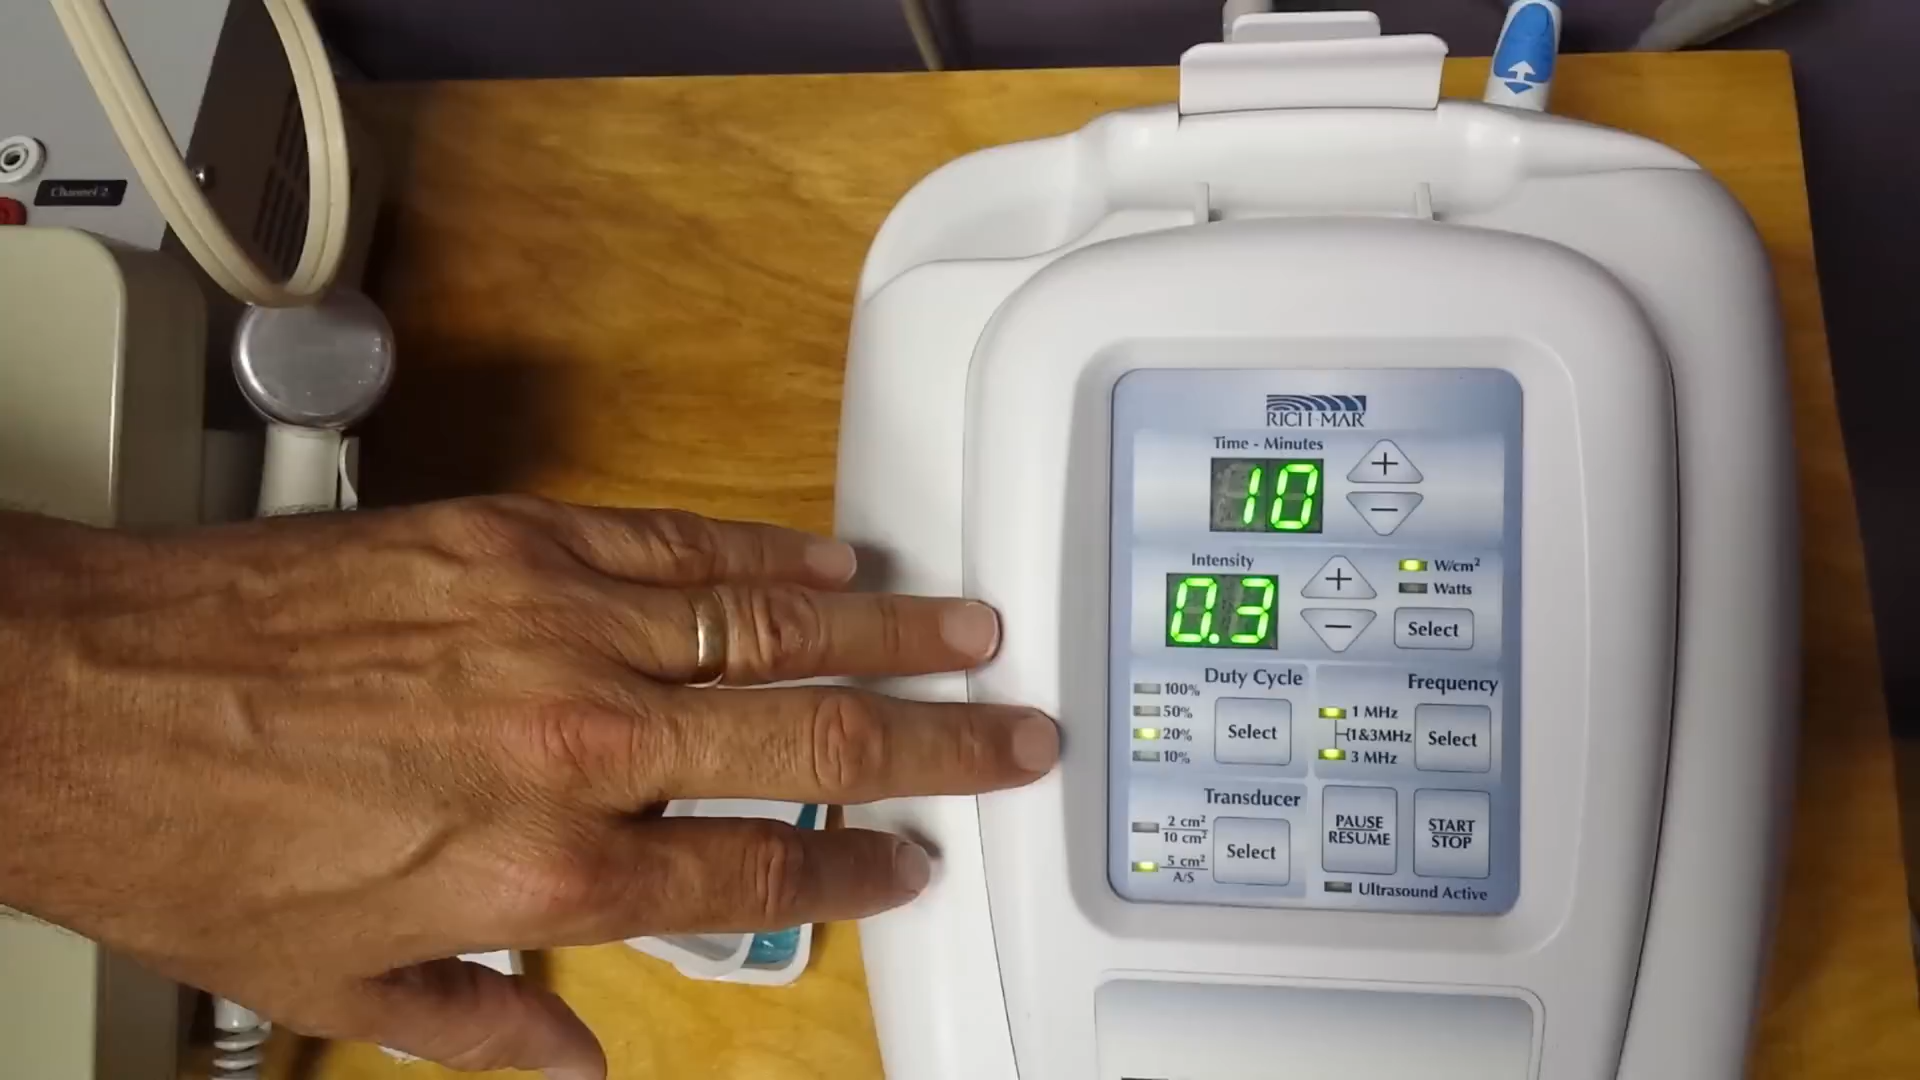 Channel 2
RICH-MAR
Time - Minutes
10
+
−
Intensity
0.3
+
−
W/cm²
Watts
Select
Duty Cycle
100%
50%
20%
10%
Select
Frequency
1 MHz
1&3MHz
3 MHz
Select
Transducer
2 cm²
10 cm²
5 cm²
A/S
Select
PAUSE
RESUME
START
STOP
Ultrasound Active